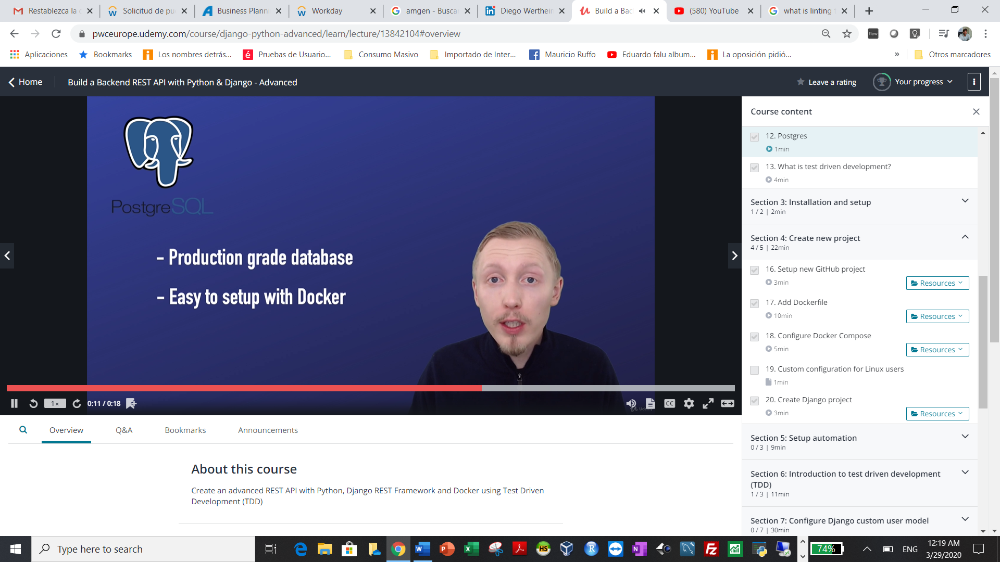 Restablezca la c
Solicitud de pu
Business Planni
Workday
amgen - Busca
Diego Werthein
Build a Bac
(580) YouTube
what is linting
pwceurope.udemy.com/course/django-python-advanced/learn/lecture/13842104#overview
Aplicaciones
Bookmarks
Los nombres detrás...
Pruebas de Usuario...
Consumo Masivo
Importado de Inter...
Mauricio Ruffo
Eduardo falu album...
La oposición pidió...
»
Otros marcadores
Home
Build a Backend REST API with Python & Django - Advanced
Leave a rating
Your progress
PostgreSQL
- Production grade database
- Easy to setup with Docker
1×
0:11 / 0:18
CC
Course content
12. Postgres
1min
13. What is test driven development?
4min
Section 3: Installation and setup
1 / 2 | 2min
Section 4: Create new project
4 / 5 | 22min
16. Setup new GitHub project
3min
Resources
17. Add Dockerfile
10min
Resources
18. Configure Docker Compose
5min
Resources
19. Custom configuration for Linux users
1min
20. Create Django project
3min
Resources
Section 5: Setup automation
0 / 3 | 9min
Section 6: Introduction to test driven development
(TDD)
1 / 3 | 11min
Section 7: Configure Django custom user model
0 / 7 | 30min
Overview
Q&A
Bookmarks
Announcements
About this course
Create an advanced REST API with Python, Django REST Framework and Docker using Test Driven
Development (TDD)
Type here to search
74%
ENG
12:19 AM
3/29/2020